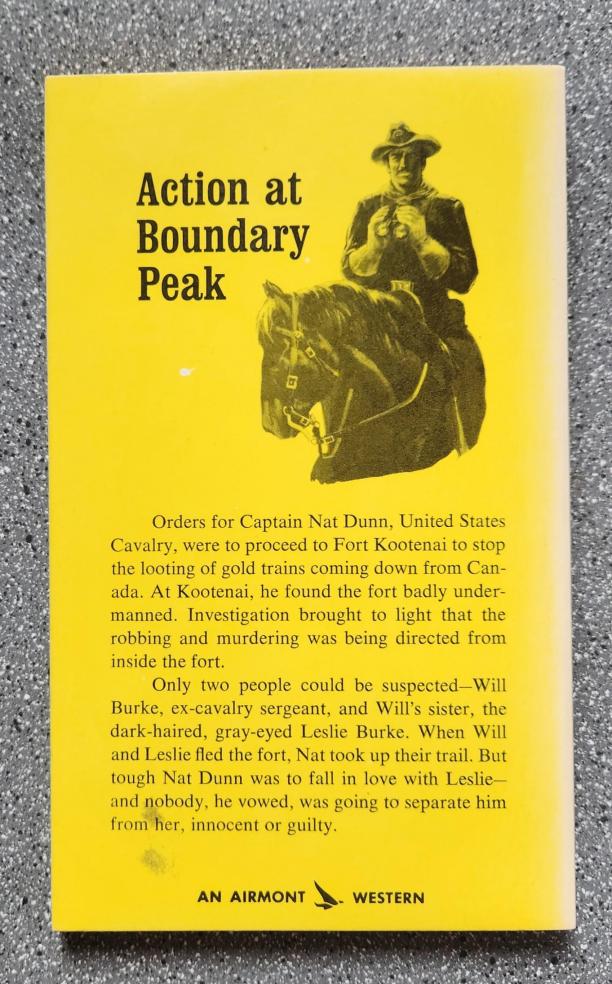 Action at
Boundary
Peak
Orders for Captain Nat Dunn, United States
Cavalry, were to proceed to Fort Kootenai to stop
the looting of gold trains coming down from Can-
ada. At Kootenai, he found the fort badly under-
manned. Investigation brought to light that the
robbing and murdering was being directed from
inside the fort.
Only two people could be suspected—Will
Burke, ex-cavalry sergeant, and Will's sister, the
dark-haired, gray-eyed Leslie Burke. When Will
and Leslie fled the fort, Nat took up their trail. But
tough Nat Dunn was to fall in love with Leslie—
and nobody, he vowed, was going to separate him
from her, innocent or guilty.
AN AIRMONT WESTERN